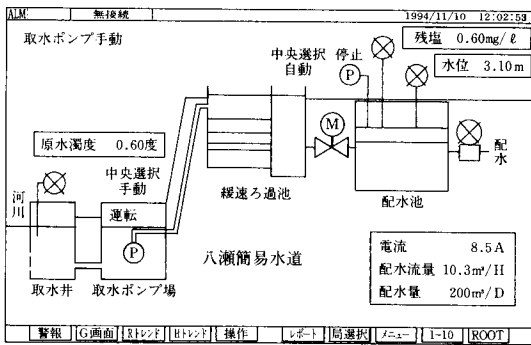 ALM 無接続 1994/11/10 12:02:53
取水ポンプ手動
残塩 0.60mg/ℓ
中央選択 停止
自動
水位 3.10m
P
M
原水濁度 0.60度
中央選択
手動
配水
河川
運転
緩速ろ過池
配水池
P
八瀬簡易水道
電流 8.5A
配水流量 10.3m³/H
配水量 200m³/D
取水井 取水ポンプ場
警報 G画面 Rトレンド Hトレンド 操作 レポート 局選択 メニュー 1~10 ROOT